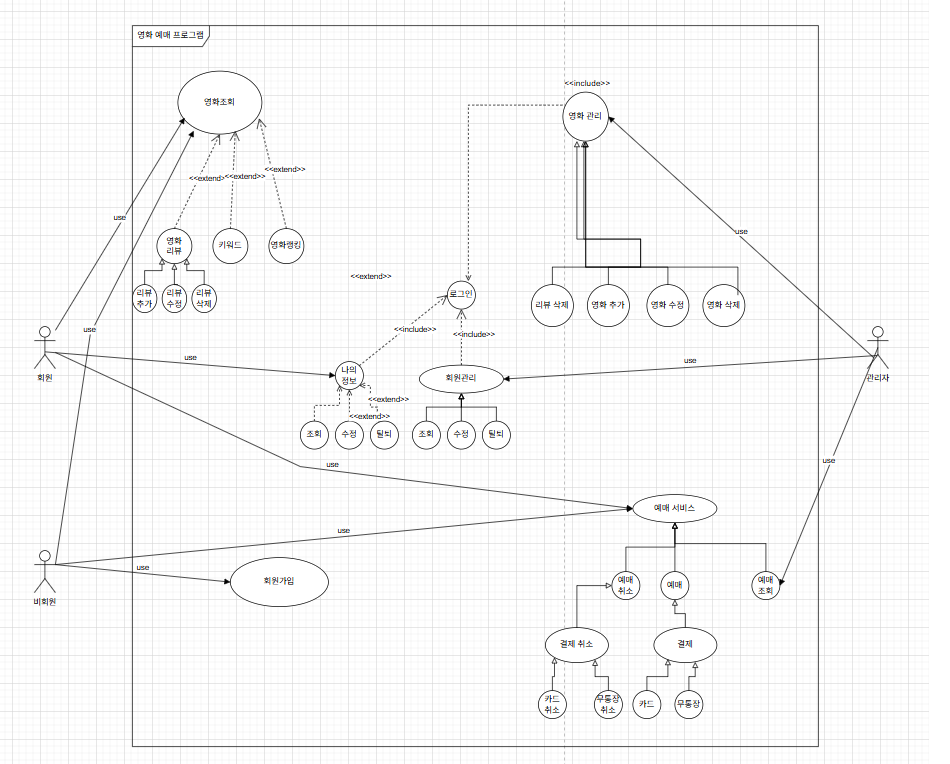 영화 예매 프로그램
<<include>>
영화조회
영화 관리
<<extend>>
<<extend>>
<<extend>>
use
use
영화
리뷰
키워드
영화랭킹
<<extend>>
로그인
리뷰
추가
리뷰
수정
리뷰
삭제
리뷰 삭제
영화 추가
영화 수정
영화 삭제
use
<<include>>
<<include>>
회원
use
나의
정보
회원관리
use
관리자
<<extend>>
<<extend>>
조회
수정
탈퇴
조회
수정
탈퇴
use
use
예매 서비스
use
비회원
use
회원가입
예매
취소
예매
예매
조회
결제 취소
결제
카드
취소
무통장
취소
카드
무통장